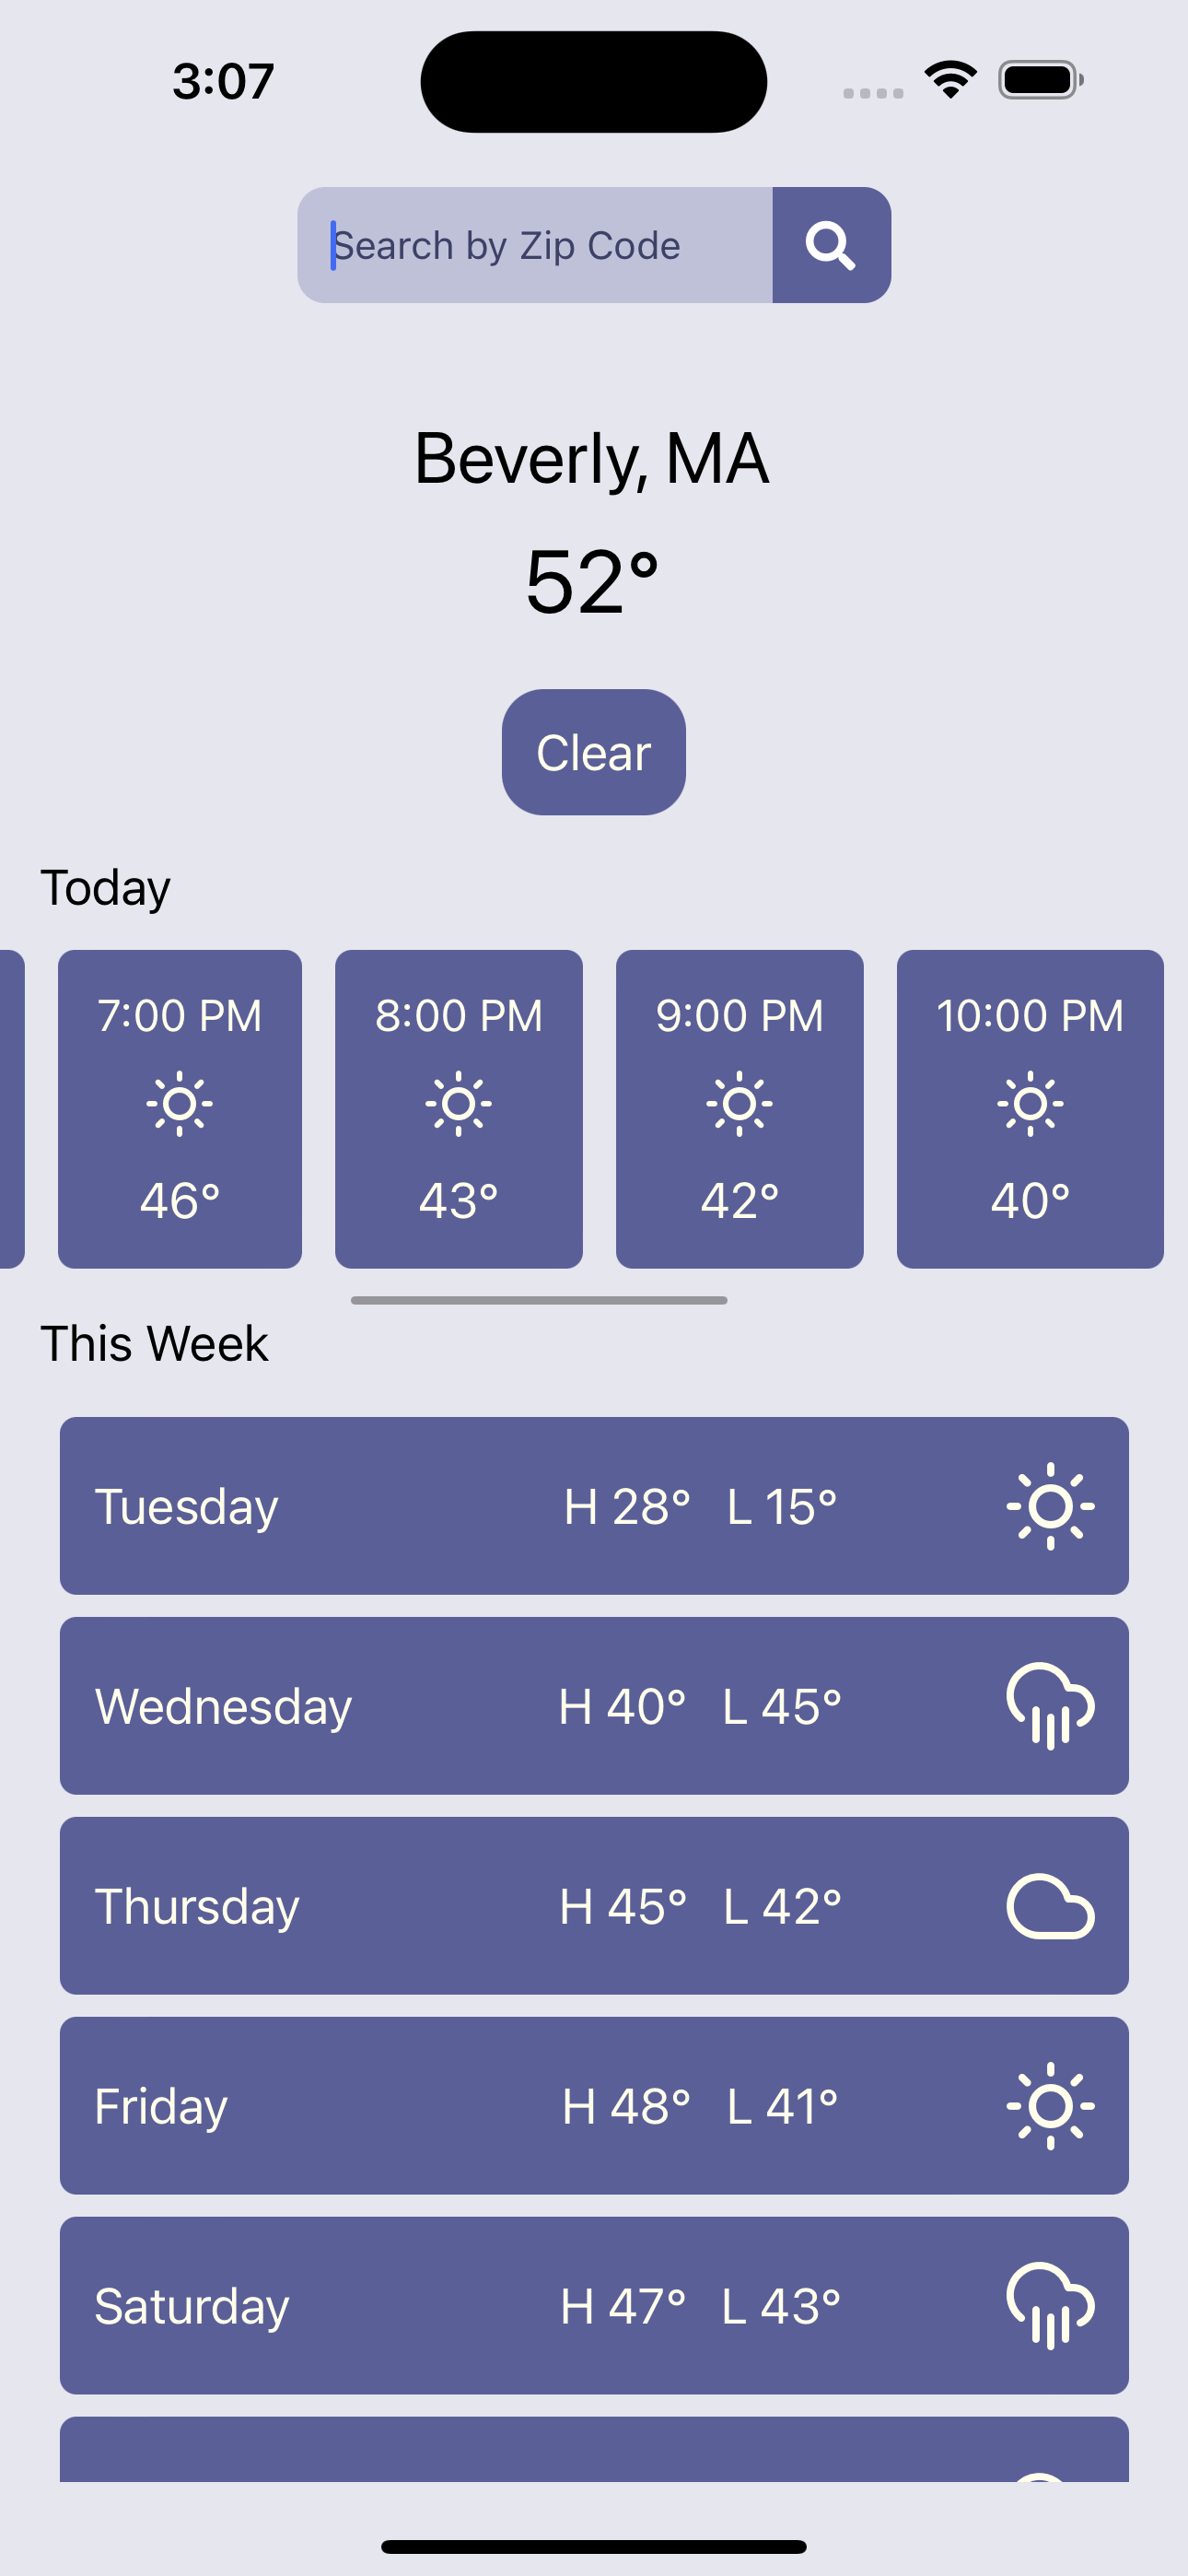 3:07
Search by Zip Code
Beverly, MA
52°
Clear
Today
7:00 PM 8:00 PM 9:00 PM 10:00 PM
46° 43° 42° 40°
This Week
Tuesday H 28° L 15°
Wednesday H 40° L 45°
Thursday H 45° L 42°
Friday H 48° L 41°
Saturday H 47° L 43°